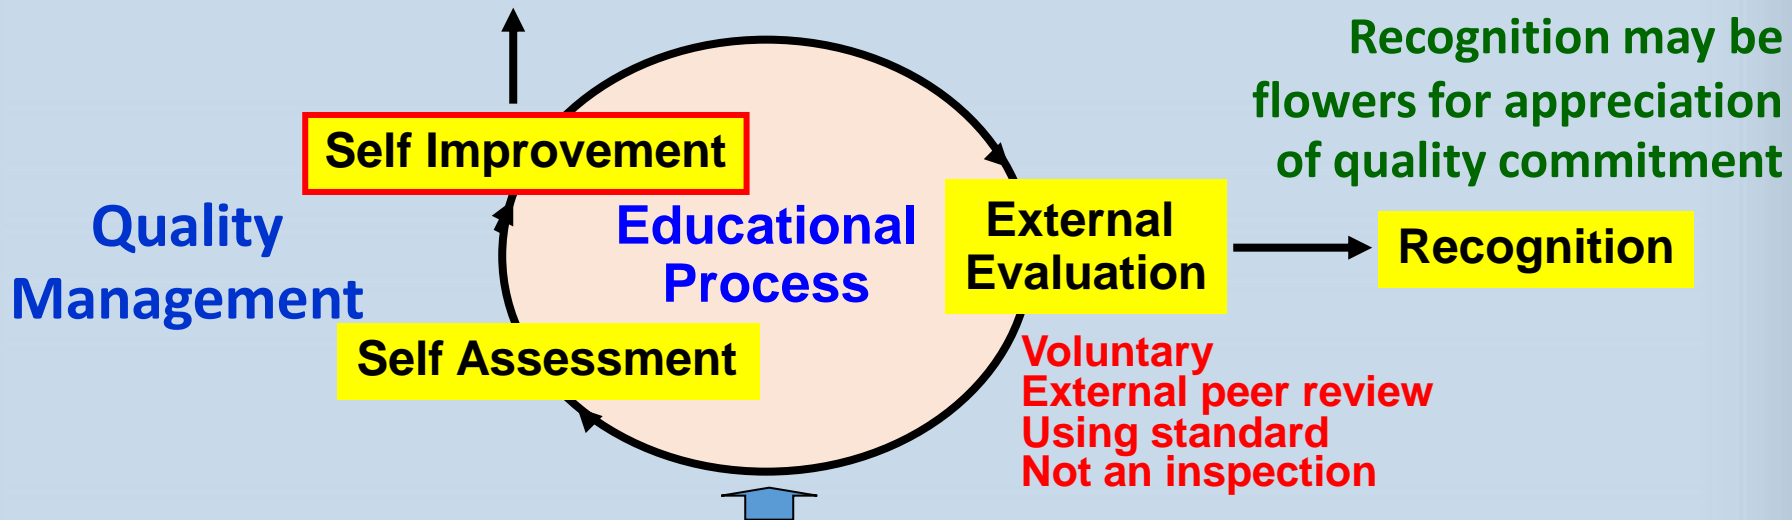 Recognition may be
flowers for appreciation
of quality commitment
Self Improvement
Quality
Management
Educational
Process
External
Evaluation
Recognition
Self Assessment
Voluntary
External peer review
Using standard
Not an inspection